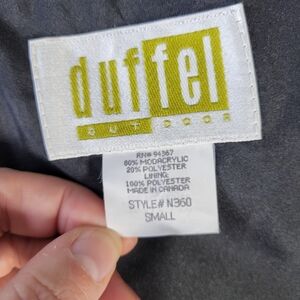 duffel
OUTDOOR
RN# 94367
80% MODACRYLIC
20% POLYESTER
LINING:
100% POLYESTER
MADE IN CANADA
STYLE# N360
SMALL